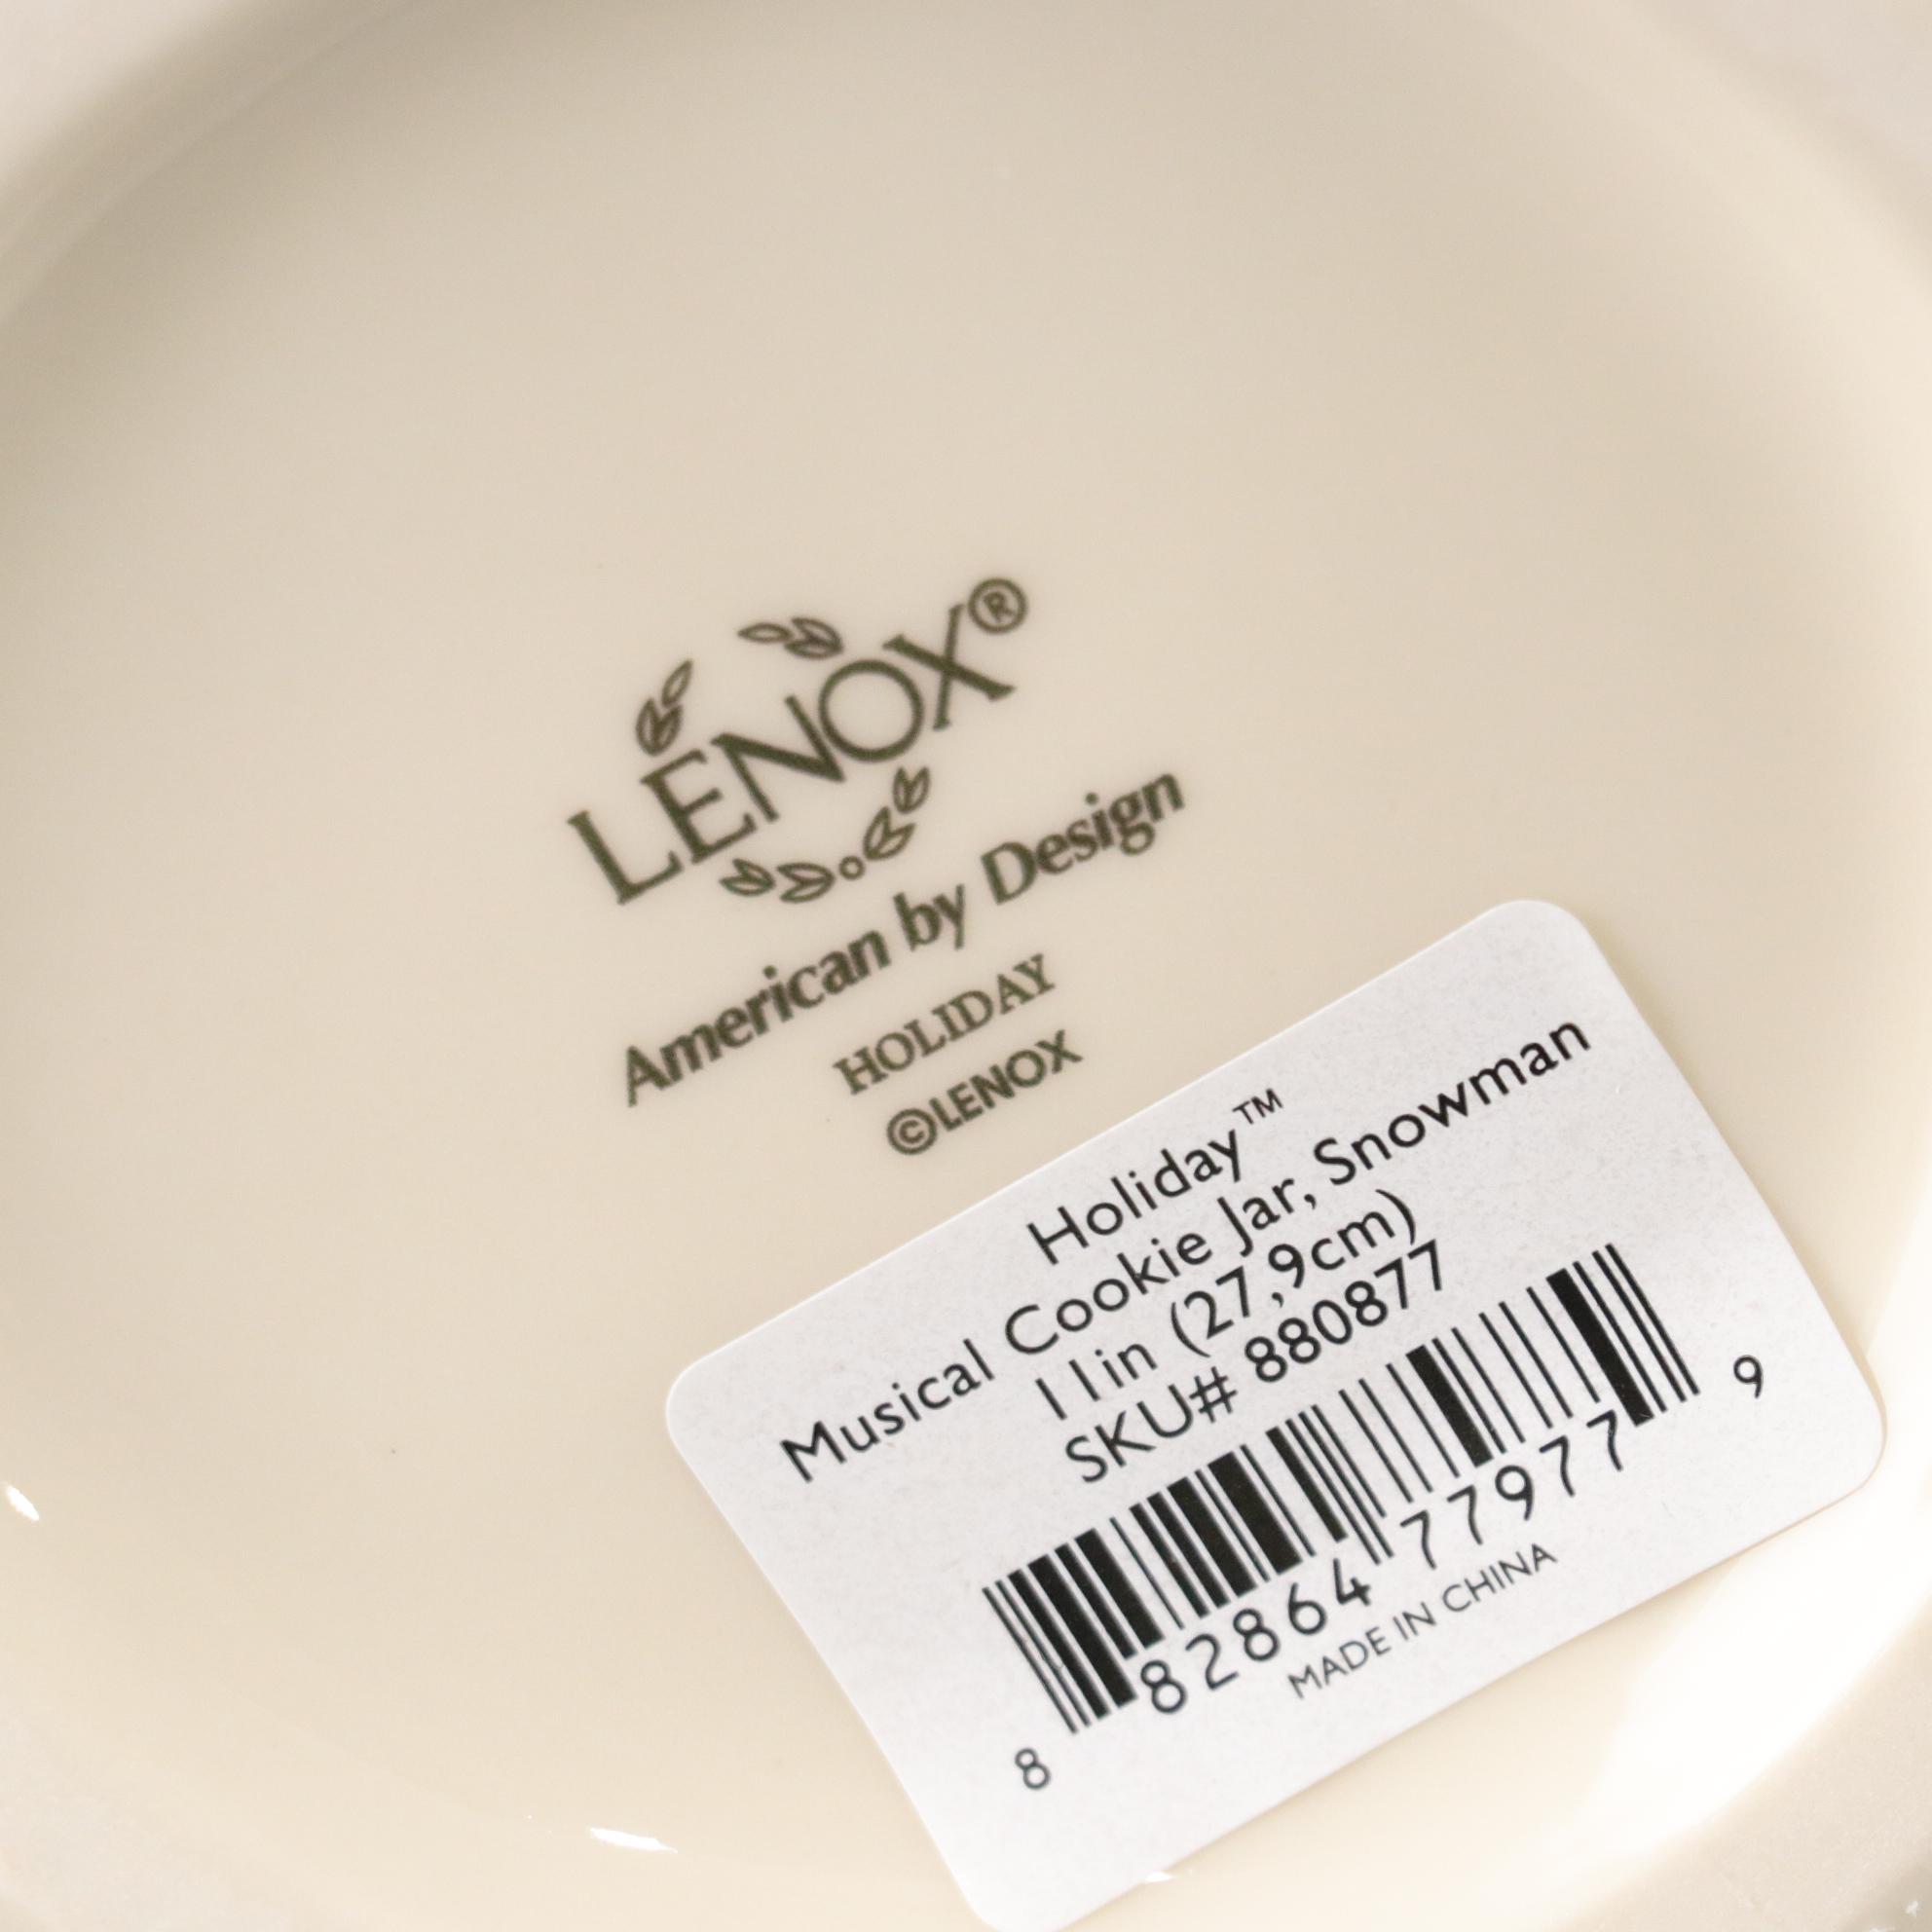 LENOX®
American by Design
HOLIDAY
©LENOX
Holiday™
Musical Cookie Jar, Snowman
11in (27,9cm)
SKU# 880877
8 82864 77977 9
MADE IN CHINA